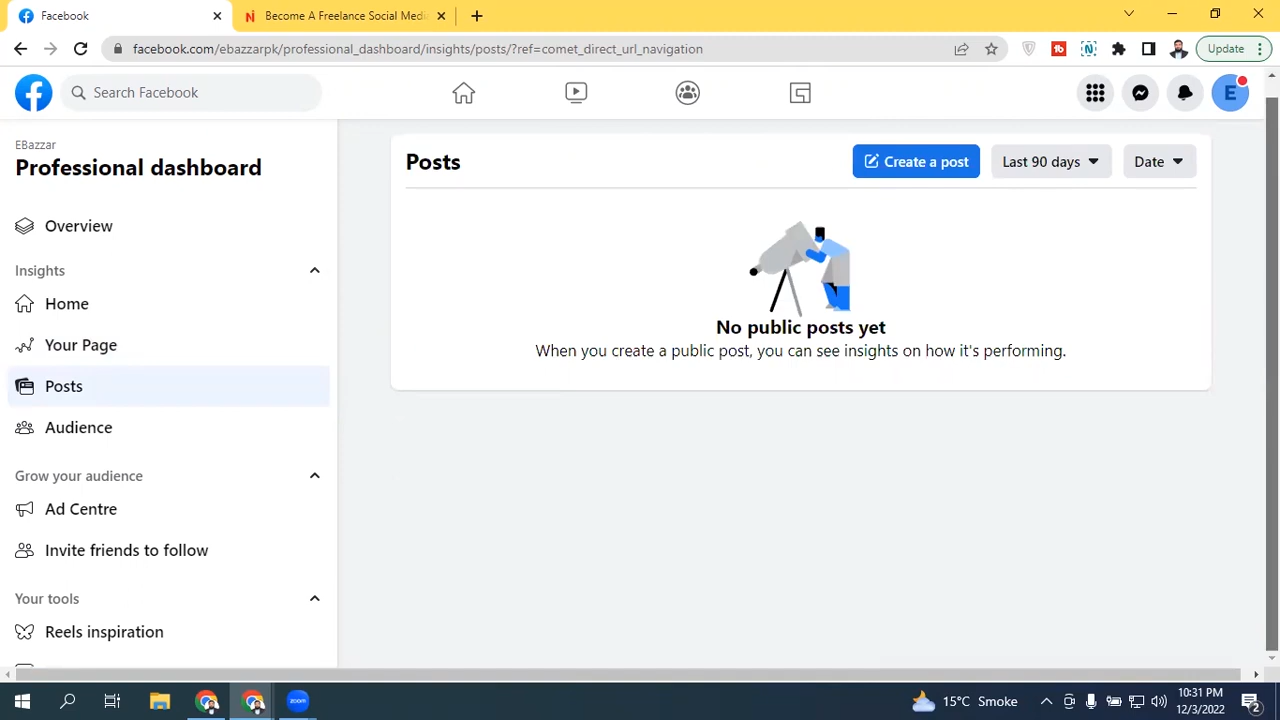 Facebook
Become A Freelance Social Medi
facebook.com/ebazzarpk/professional_dashboard/insights/posts/?ref=comet_direct_url_navigation
Update
Search Facebook
E
EBazzar
Professional dashboard
Overview
Insights
Home
Your Page
Posts
Audience
Grow your audience
Ad Centre
Invite friends to follow
Your tools
Reels inspiration
Posts
Create a post
Last 90 days
Date
No public posts yet
When you create a public post, you can see insights on how it's performing.
zoom
15°C Smoke
10:31 PM
12/3/2022
2